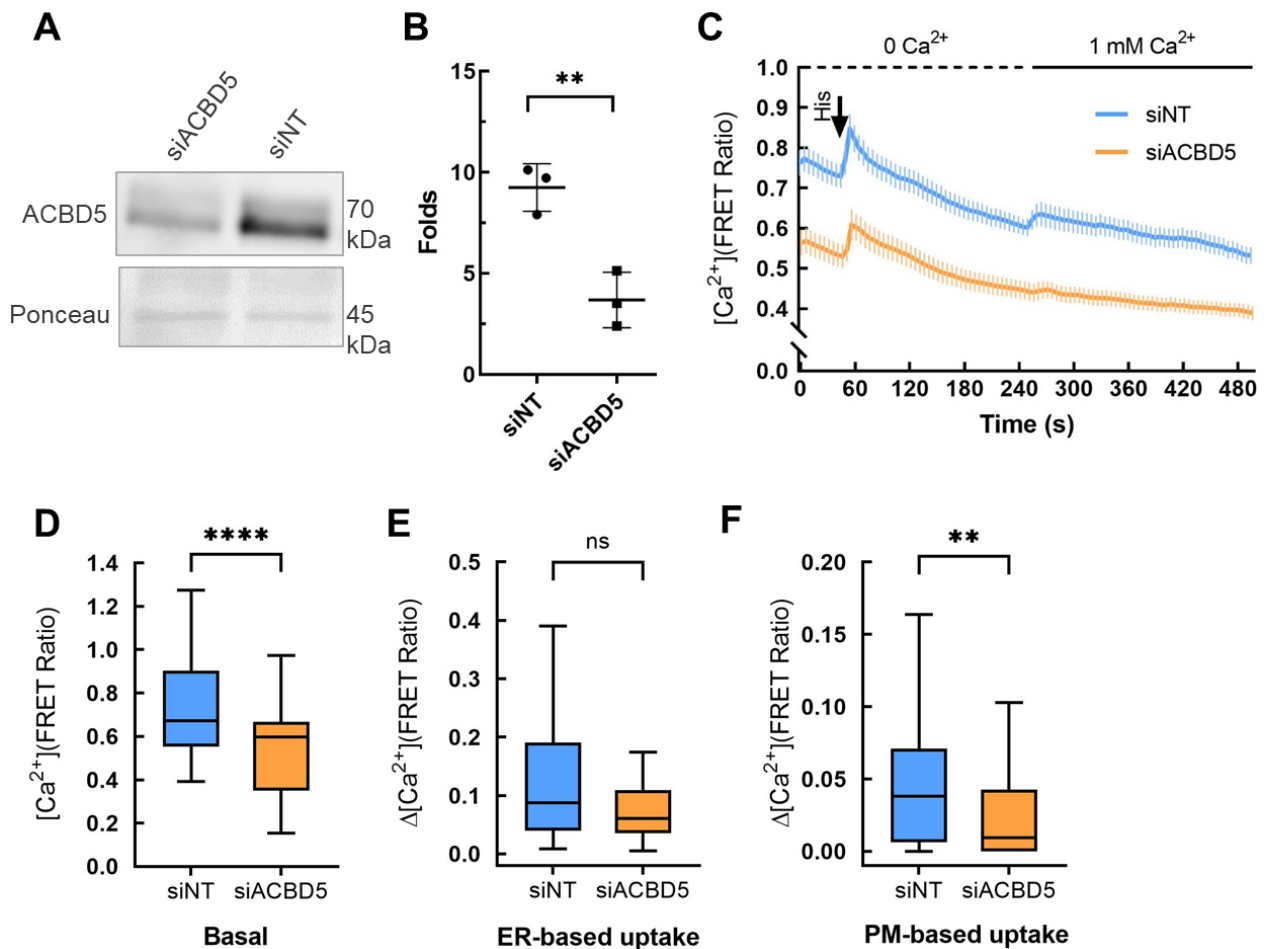 A
siACBD5
siNT
ACBD5
70
kDa
Ponceau
45
kDa
B
**
15
10
5
0
Folds
siNT
siACBD5
C
0 Ca²⁺
1 mM Ca²⁺
His
siNT
siACBD5
1.0
0.9
0.8
0.7
0.6
0.5
0.4
0.0
[Ca²⁺](FRET Ratio)
0 60 120 180 240 300 360 420 480
Time (s)
D
****
1.4
1.2
1.0
0.8
0.6
0.4
0.2
0.0
[Ca²⁺](FRET Ratio)
siNT siACBD5
Basal
E
ns
0.5
0.4
0.3
0.2
0.1
0.0
Δ[Ca²⁺](FRET Ratio)
siNT siACBD5
ER-based uptake
F
**
0.20
0.15
0.10
0.05
0.00
Δ[Ca²⁺](FRET Ratio)
siNT siACBD5
PM-based uptake